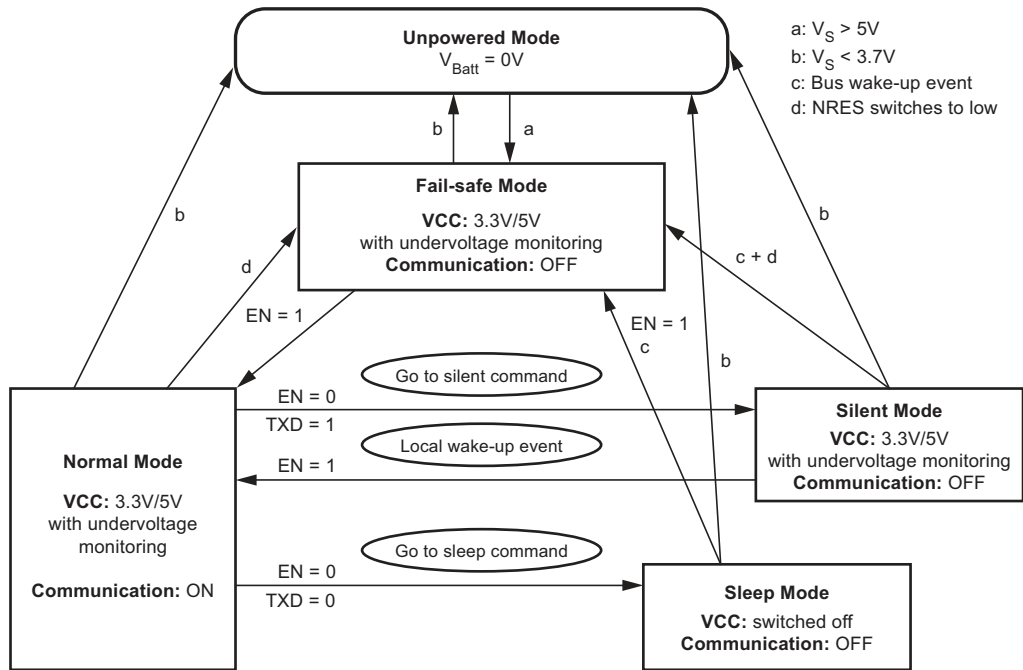 Unpowered Mode
V_Batt = 0V
a: V_S > 5V
b: V_S < 3.7V
c: Bus wake-up event
d: NRES switches to low
b
a
Fail-safe Mode
VCC: 3.3V/5V
with undervoltage monitoring
Communication: OFF
b
d
EN = 1
c + d
b
EN = 1
c
b
Go to silent command
EN = 0
TXD = 1
Local wake-up event
EN = 1
Normal Mode
VCC: 3.3V/5V
with undervoltage
monitoring
Communication: ON
Silent Mode
VCC: 3.3V/5V
with undervoltage monitoring
Communication: OFF
Go to sleep command
EN = 0
TXD = 0
Sleep Mode
VCC: switched off
Communication: OFF